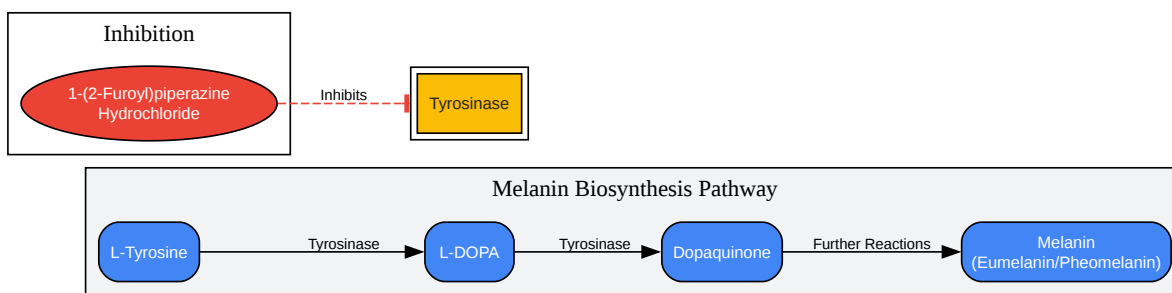 Inhibition
1-(2-Furoyl)piperazine
Hydrochloride
Inhibits
Tyrosinase
Melanin Biosynthesis Pathway
L-Tyrosine
Tyrosinase
L-DOPA
Tyrosinase
Dopaquinone
Further Reactions
Melanin
(Eumelanin/Pheomelanin)